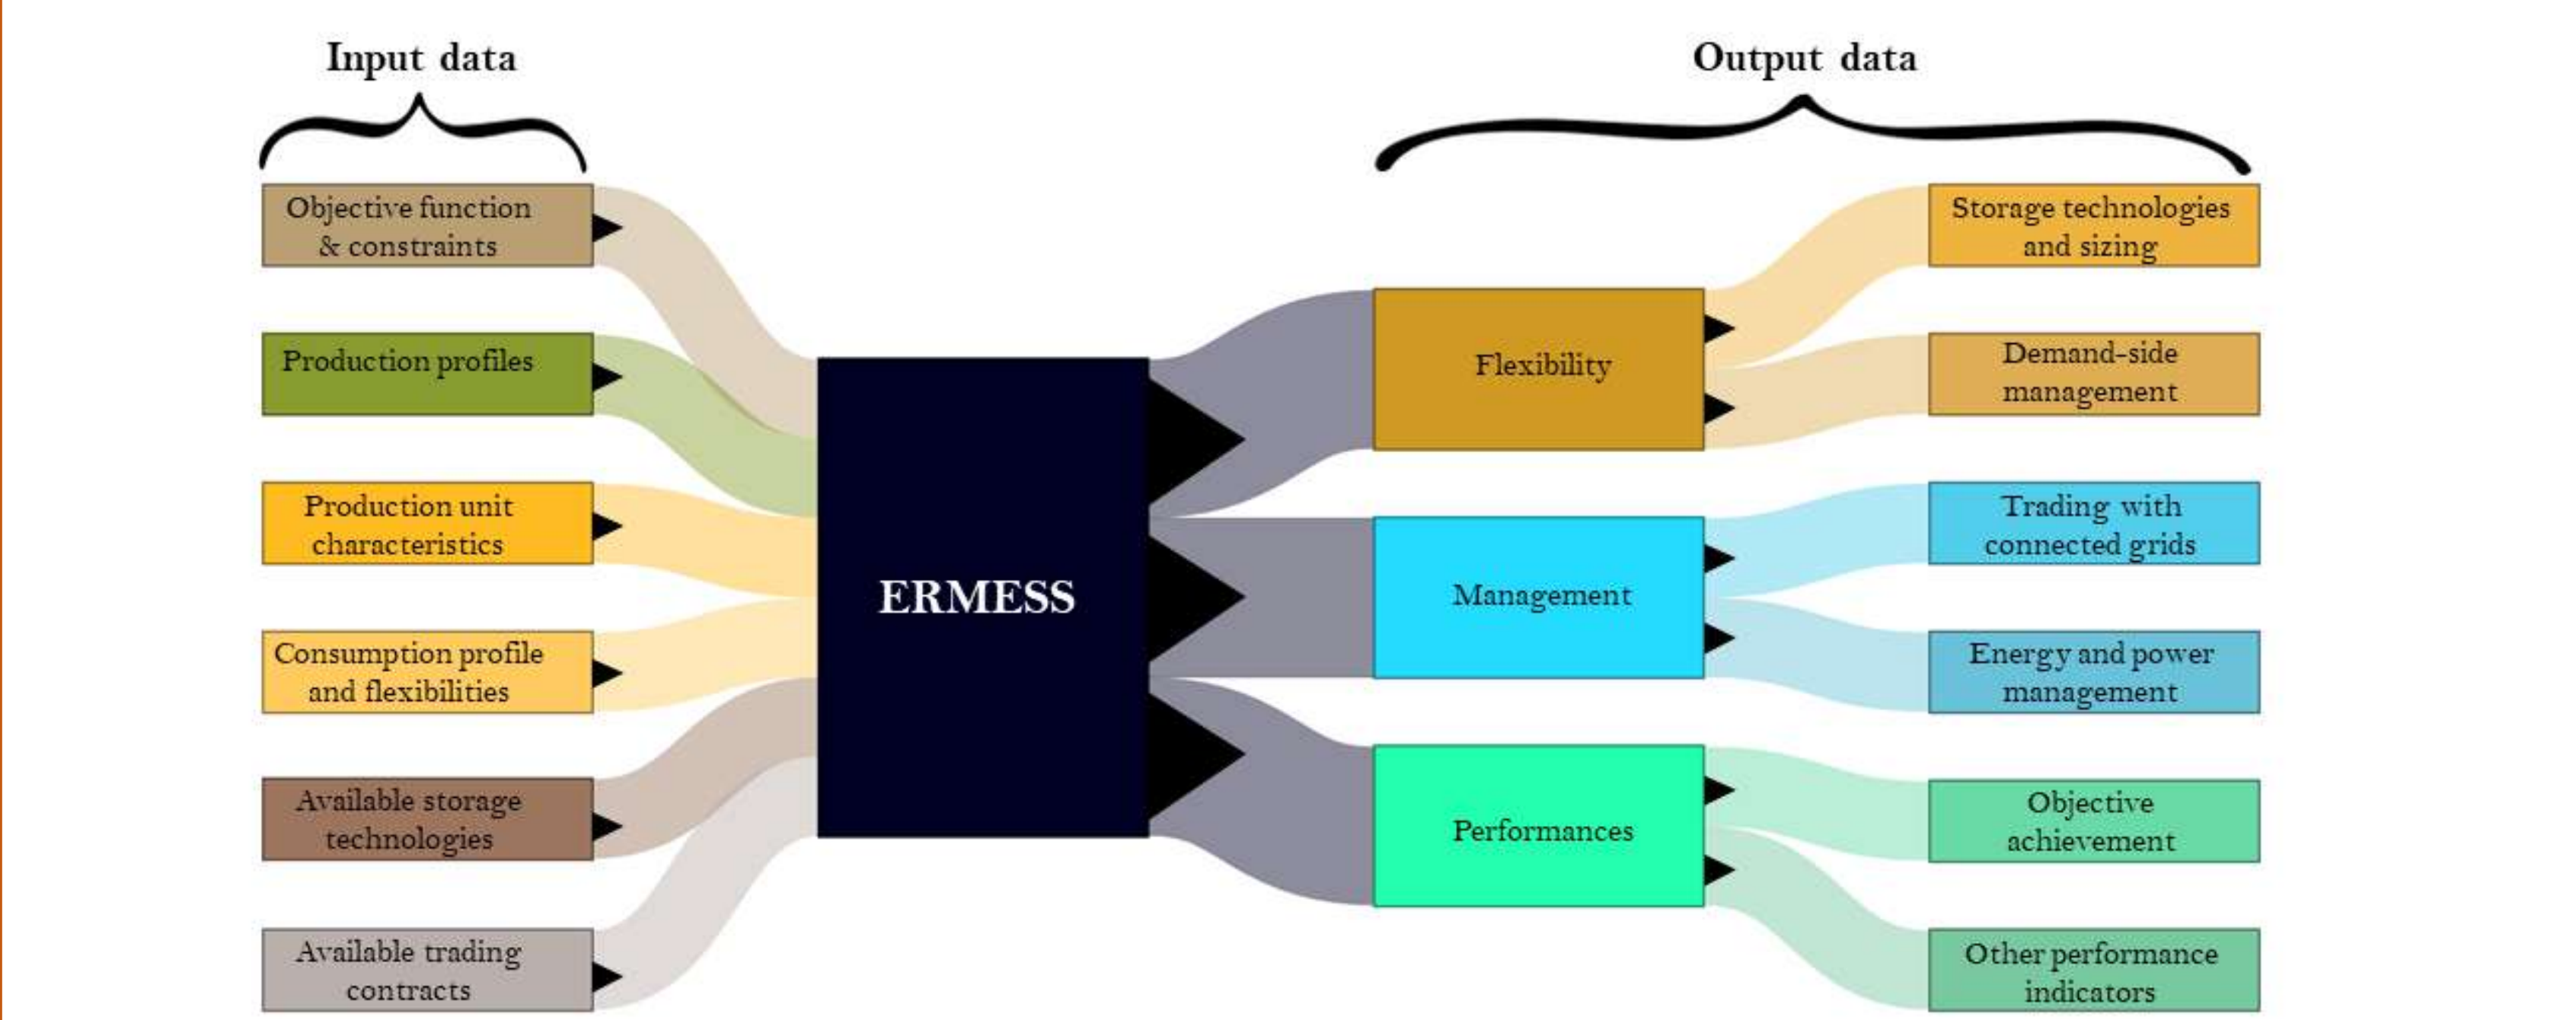 Input data
Output data
Objective function
& constraints
Production profiles
Production unit
characteristics
Consumption profile
and flexibilities
Available storage
technologies
Available trading
contracts
ERMESS
Flexibility
Management
Performances
Storage technologies
and sizing
Demand-side
management
Trading with
connected grids
Energy and power
management
Objective
achievement
Other performance
indicators